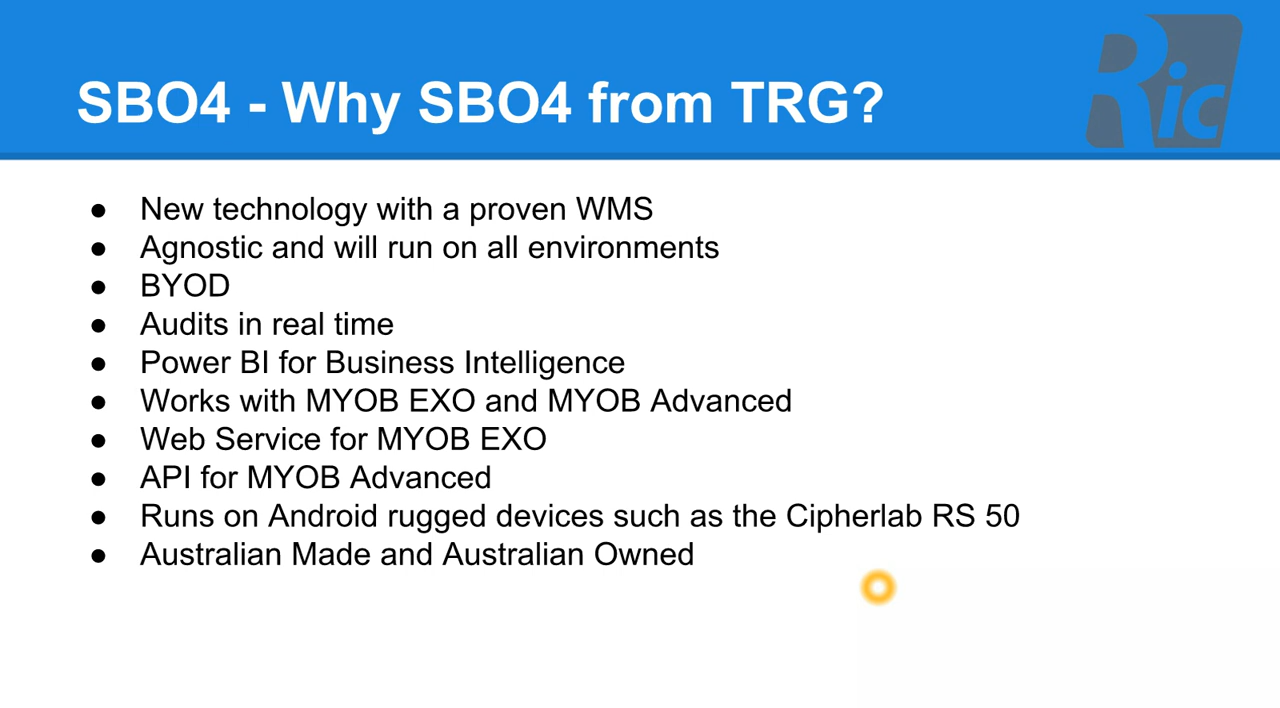 Ric
SBO4 - Why SBO4 from TRG?
● New technology with a proven WMS
● Agnostic and will run on all environments
● BYOD
● Audits in real time
● Power BI for Business Intelligence
● Works with MYOB EXO and MYOB Advanced
● Web Service for MYOB EXO
● API for MYOB Advanced
● Runs on Android rugged devices such as the Cipherlab RS 50
● Australian Made and Australian Owned